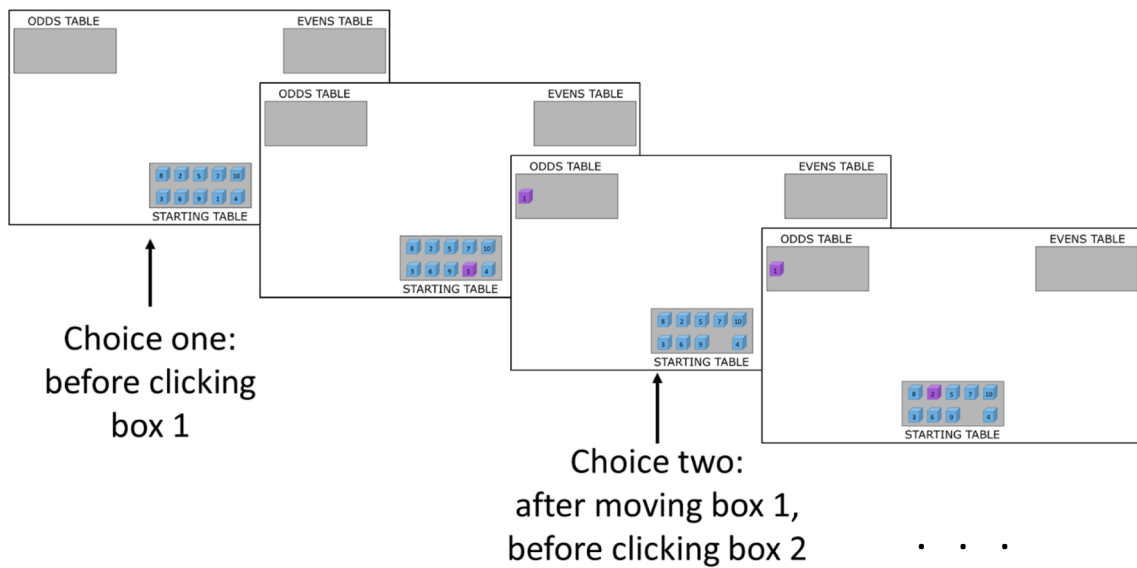 ODDS TABLE EVENS TABLE
8 2 5 7 10
3 6 9 1 4
STARTING TABLE
ODDS TABLE EVENS TABLE
8 2 5 7 10
3 6 9 1 4
STARTING TABLE
ODDS TABLE EVENS TABLE
1
8 2 5 7 10
3 6 9 4
STARTING TABLE
ODDS TABLE EVENS TABLE
1
8 2 5 7 10
3 6 9 4
STARTING TABLE
Choice one:
before clicking
box 1
Choice two:
after moving box 1,
before clicking box 2
. . .